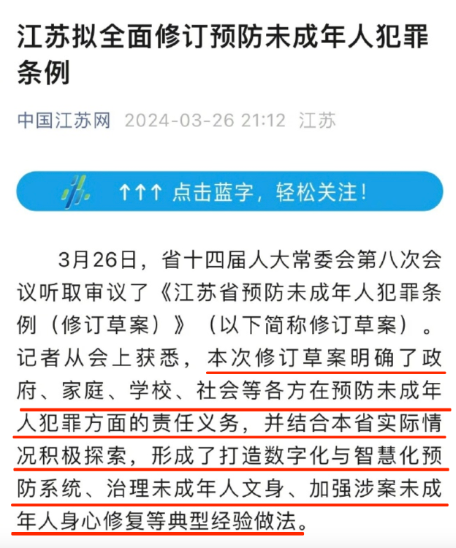 江苏拟全面修订预防未成年人犯罪
条例
中国江苏网 2024-03-26 21:12 江苏
↑↑↑ 点击蓝字，轻松关注！
3月26日，省十四届人大常委会第八次会
议听取审议了《江苏省预防未成年人犯罪条
例（修订草案）》（以下简称修订草案）。
记者从会上获悉，本次修订草案明确了政
府、家庭、学校、社会等各方在预防未成年
人犯罪方面的责任义务，并结合本省实际情
况积极探索，形成了打造数字化与智慧化预
防系统、治理未成年人文身、加强涉案未成
年人身心修复等典型经验做法。